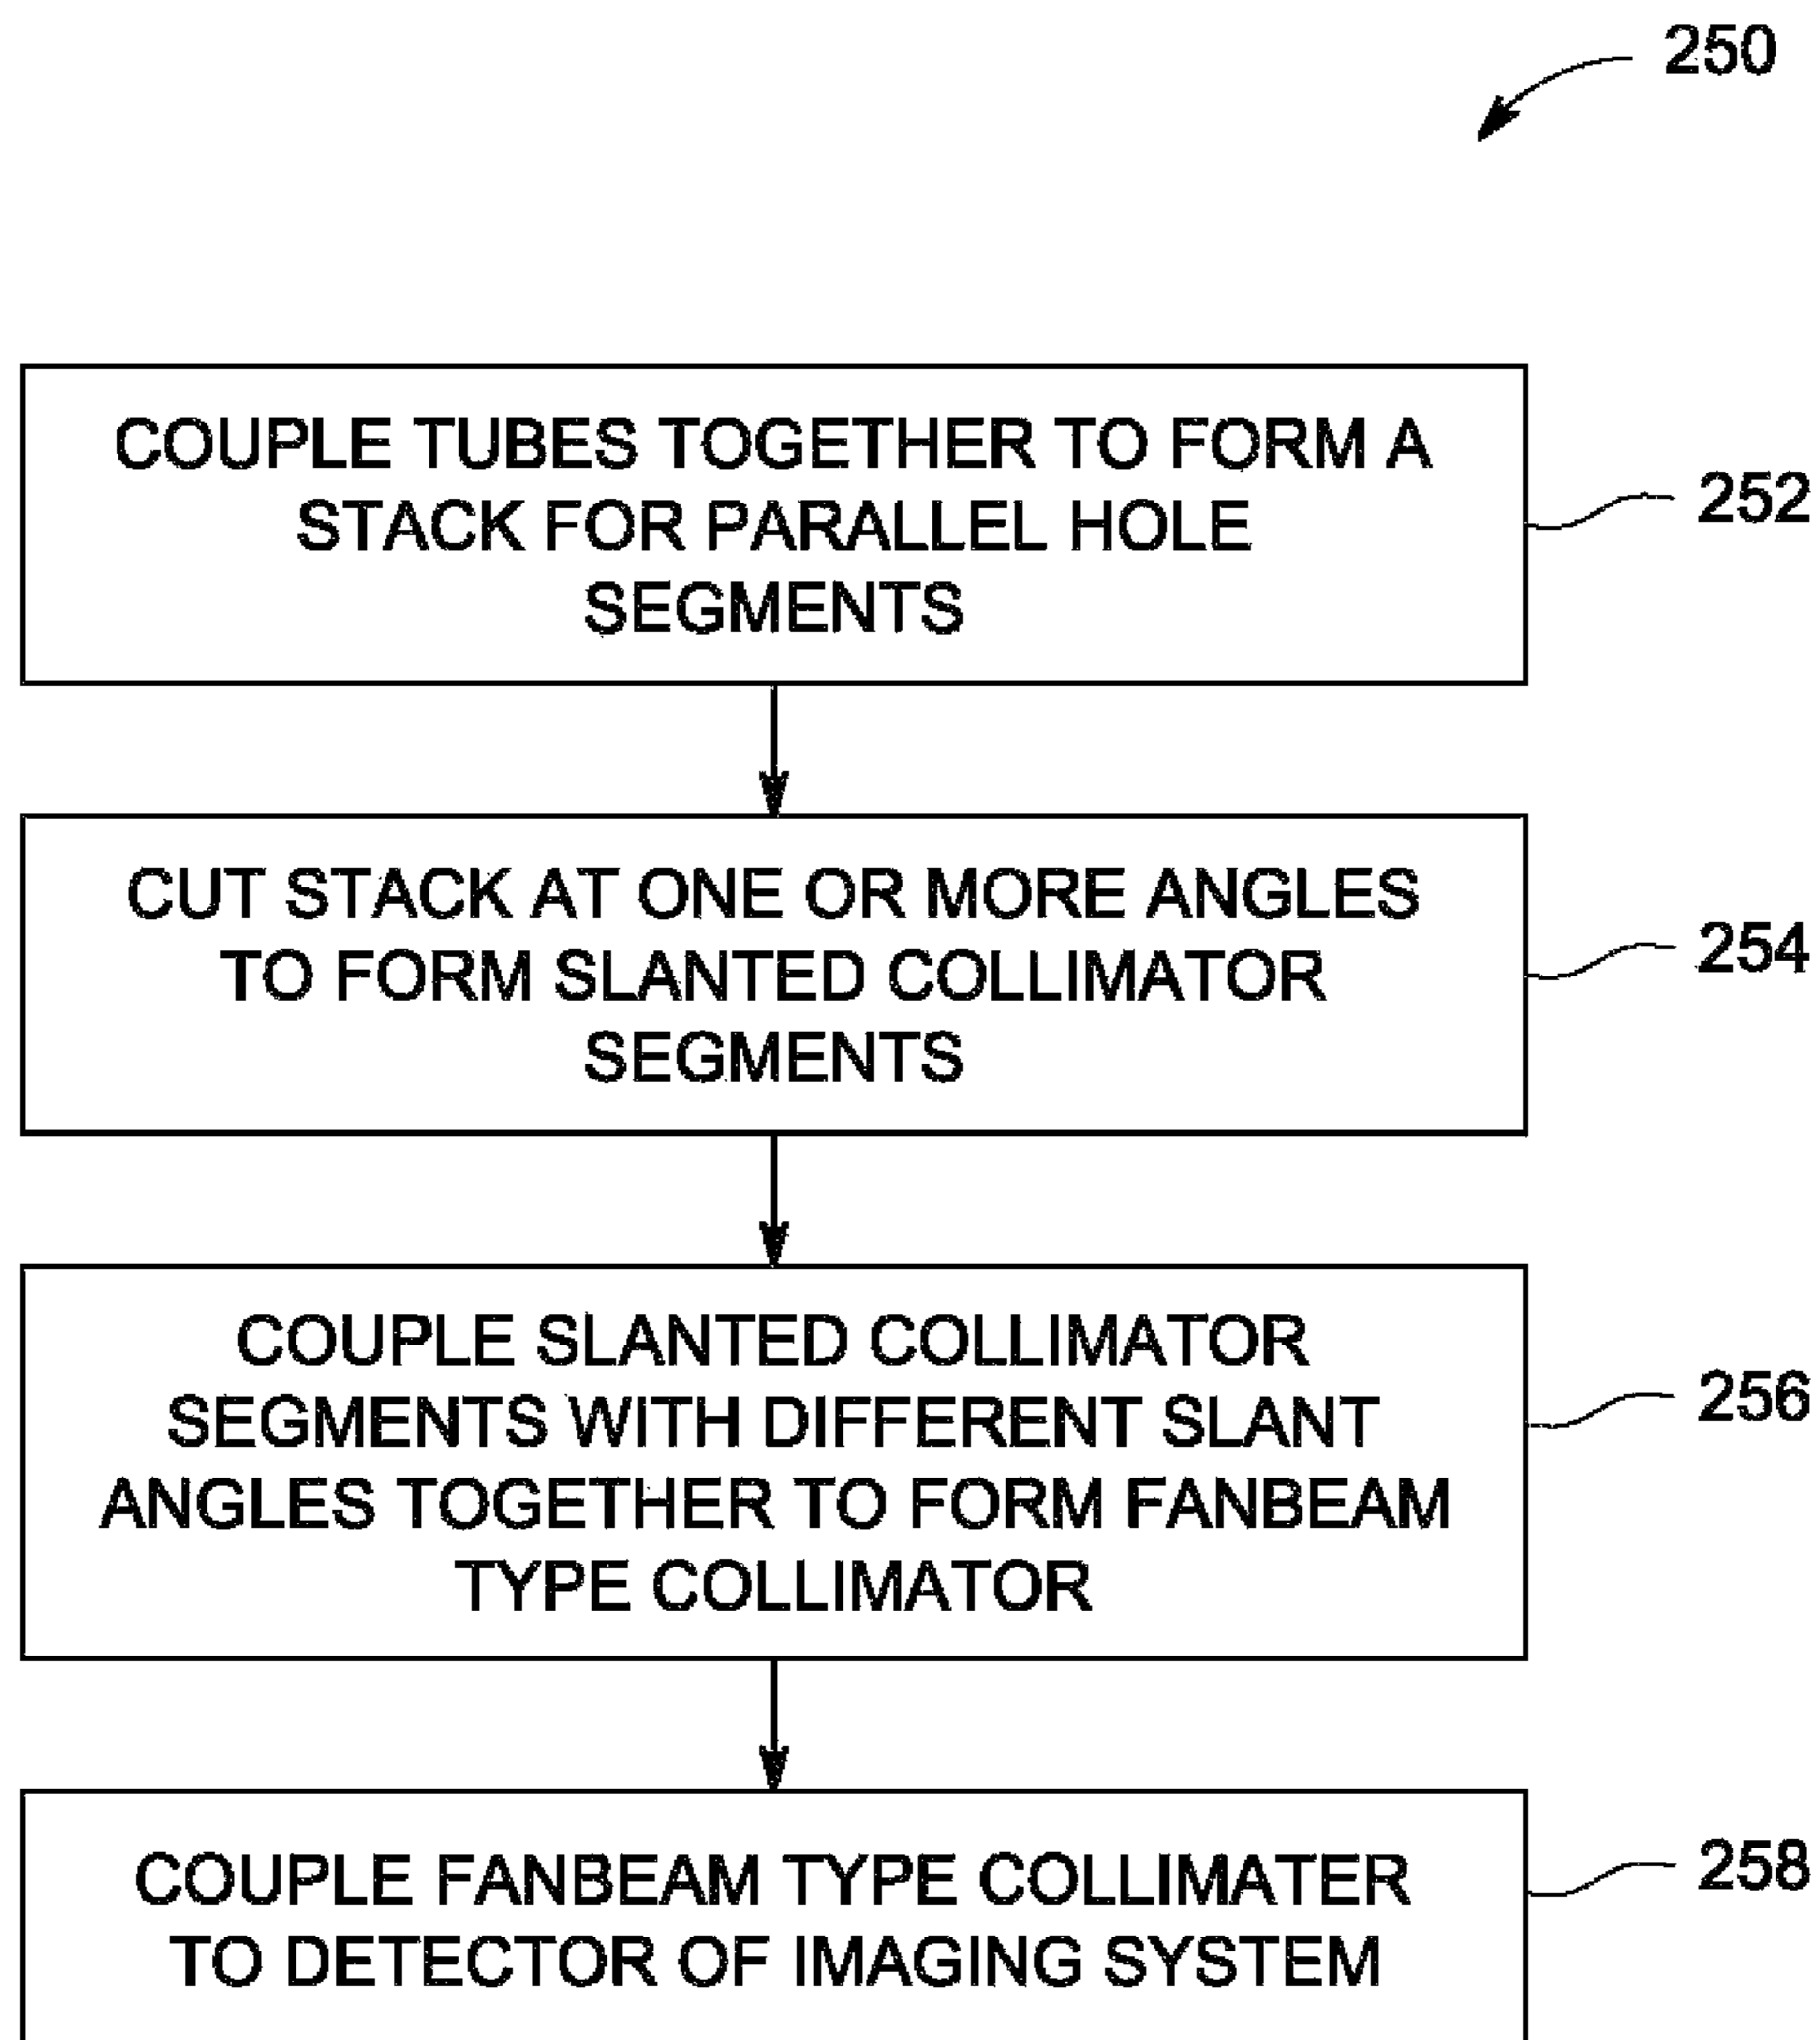 250
COUPLE TUBES TOGETHER TO FORM A
STACK FOR PARALLEL HOLE
SEGMENTS
252
CUT STACK AT ONE OR MORE ANGLES
TO FORM SLANTED COLLIMATOR
SEGMENTS
254
COUPLE SLANTED COLLIMATOR
SEGMENTS WITH DIFFERENT SLANT
ANGLES TOGETHER TO FORM FANBEAM
TYPE COLLIMATOR
256
COUPLE FANBEAM TYPE COLLIMATER
TO DETECTOR OF IMAGING SYSTEM
258